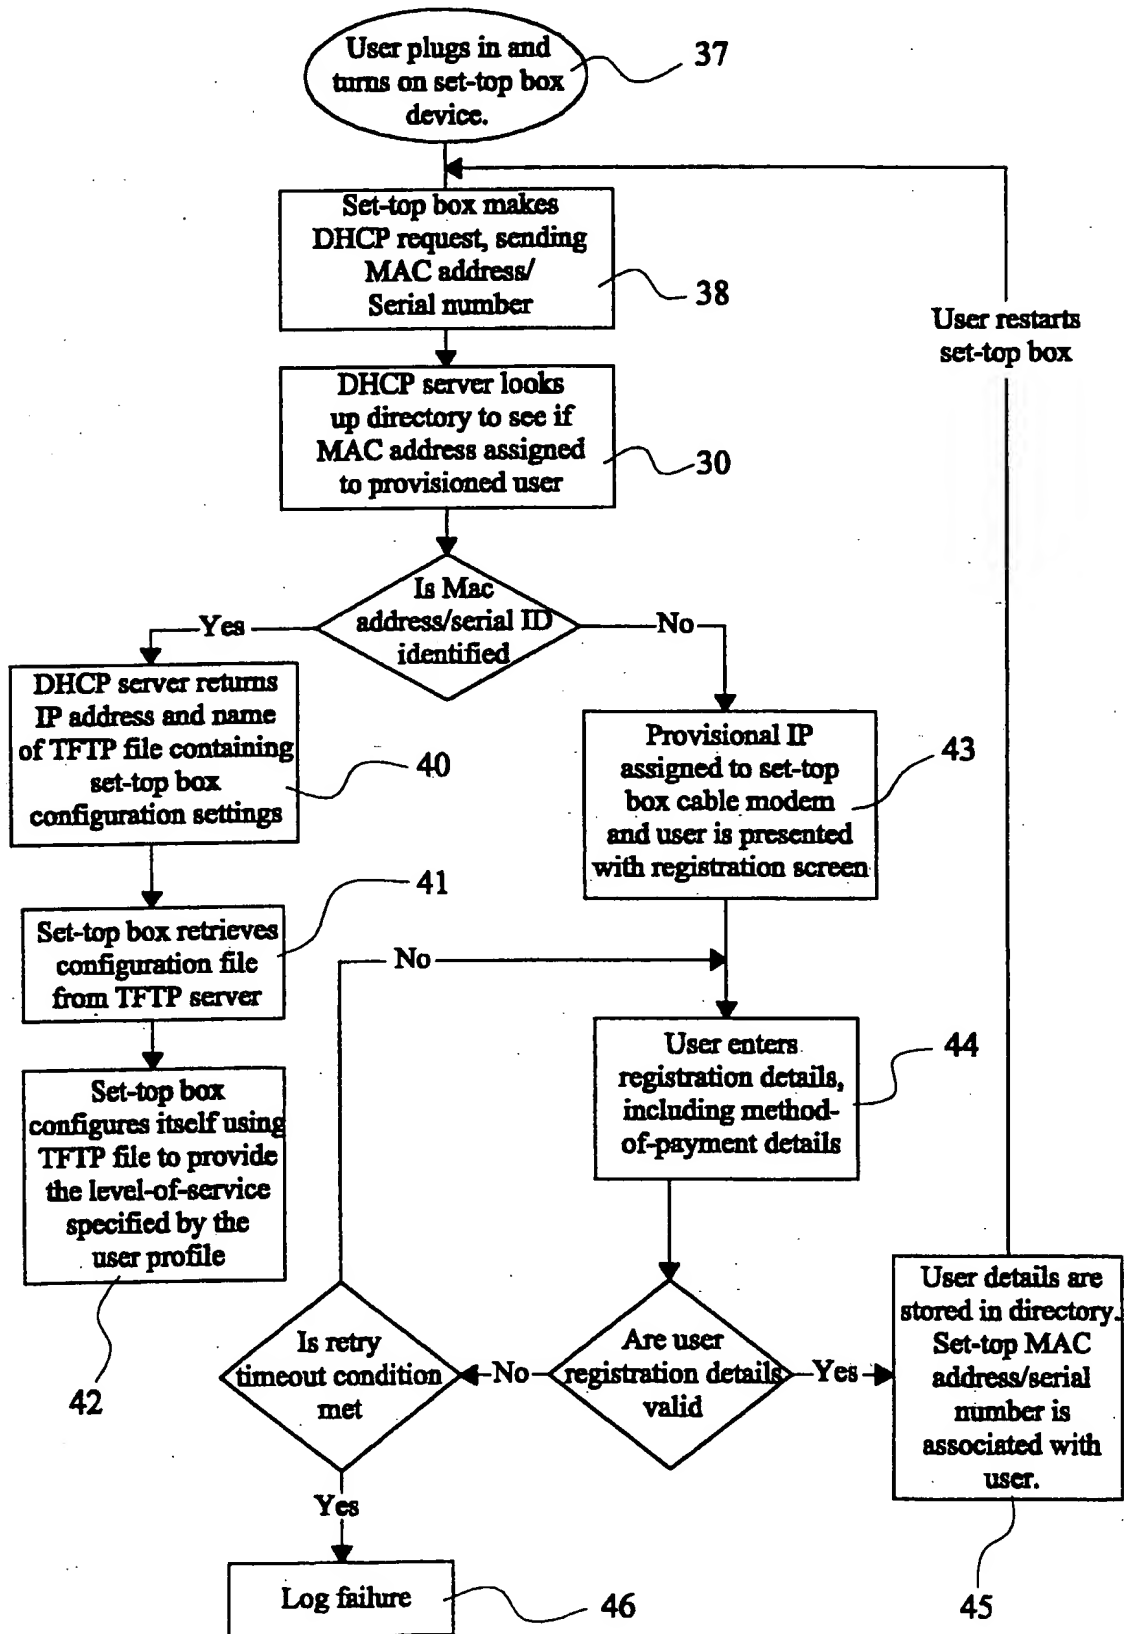 User plugs in and
turns on set-top box
device.
37
Set-top box makes
DHCP request, sending
MAC address/
Serial number
38
User restarts
set-top box
DHCP server looks
up directory to see if
MAC address assigned
to provisioned user
30
Is Mac
address/serial ID
identified
Yes
No
DHCP server returns
IP address and name
of TFTP file containing
set-top box
configuration settings
40
Provisional IP
assigned to set-top
box cable modem
and user is presented
with registration screen
43
Set-top box retrieves
configuration file
from TFTP server
41
No
User enters
registration details,
including method-
of-payment details
44
Set-top box
configures itself using
TFTP file to provide
the level-of-service
specified by the
user profile
42
Is retry
timeout condition
met
No
Are user
registration details
valid
Yes
User details are
stored in directory.
Set-top MAC
address/serial
number is
associated with
user.
45
Yes
Log failure
46